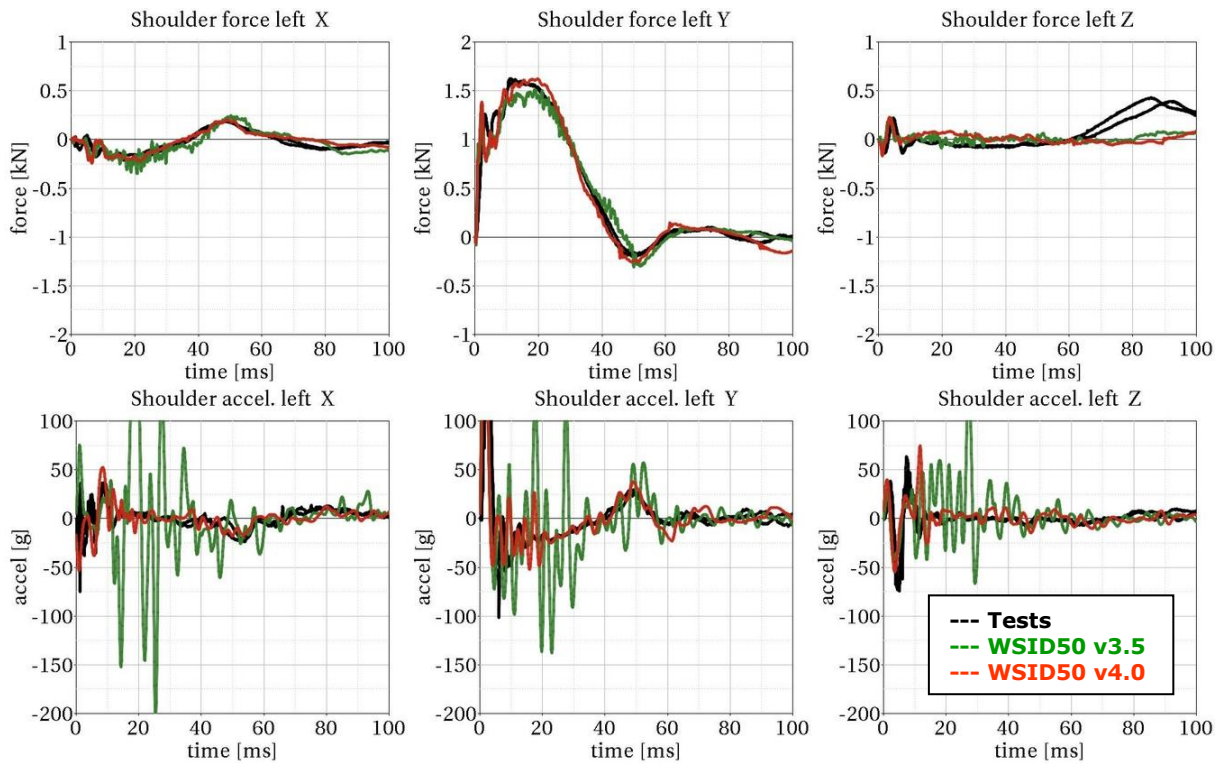 Shoulder force left X
Shoulder force left Y
Shoulder force left Z
1
0.5
0
-0.5
-1
-1.5
-2
force [kN]
0 20 40 60 80 100
time [ms]
2
1.5
1
0.5
0
-0.5
-1
force [kN]
0 20 40 60 80 100
time [ms]
1
0.5
0
-0.5
-1
-1.5
-2
force [kN]
0 20 40 60 80 100
time [ms]
Shoulder accel. left X
Shoulder accel. left Y
Shoulder accel. left Z
100
50
0
-50
-100
-150
-200
accel [g]
0 20 40 60 80 100
time [ms]
100
50
0
-50
-100
-150
-200
accel [g]
0 20 40 60 80 100
time [ms]
100
50
0
-50
-100
-150
-200
accel [g]
0 20 40 60 80 100
time [ms]
--- Tests
--- WSID50 v3.5
--- WSID50 v4.0